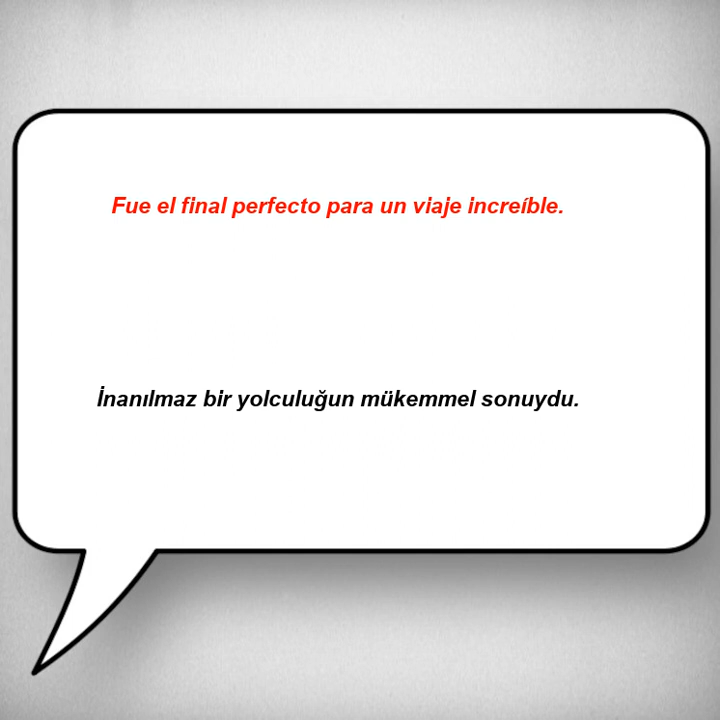 Fue el final perfecto para un viaje increíble.
İnanılmaz bir yolculuğun mükemmel sonuydu.